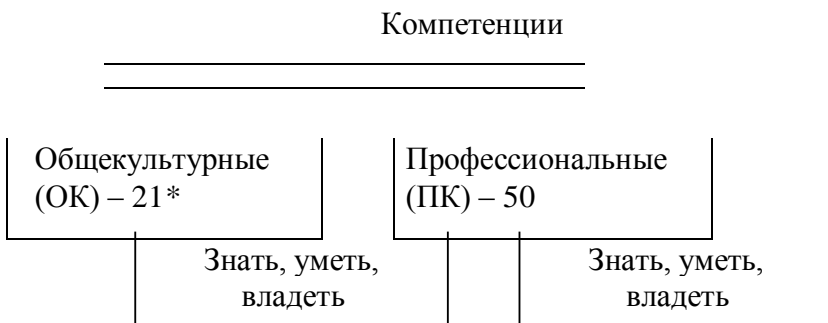 Компетенции
Общекультурные
(ОК) – 21*
Профессиональные
(ПК) – 50
Знать, уметь,
владеть
Знать, уметь,
владеть